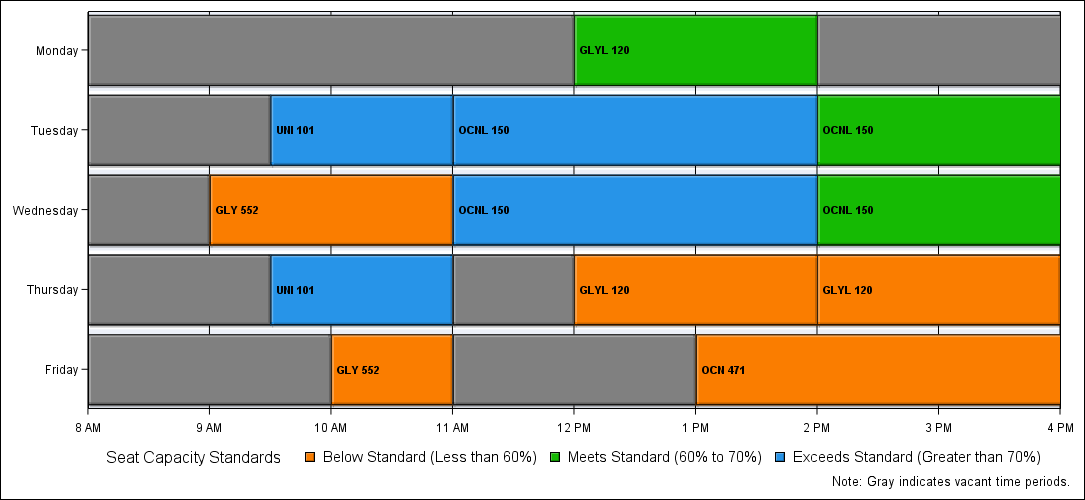 Monday GLYL 120
Tuesday UNI 101 OCNL 150 OCNL 150
Wednesday GLY 552 OCNL 150 OCNL 150
Thursday UNI 101 GLYL 120 GLYL 120
Friday GLY 552 OCN 471
8 AM 9 AM 10 AM 11 AM 12 PM 1 PM 2 PM 3 PM 4 PM
Seat Capacity Standards Below Standard (Less than 60%) Meets Standard (60% to 70%) Exceeds Standard (Greater than 70%)
Note: Gray indicates vacant time periods.